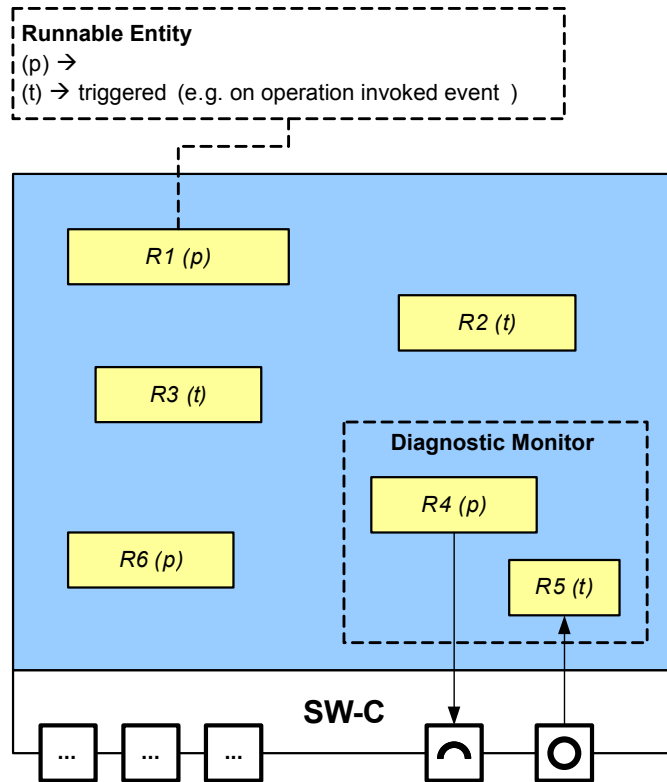 Runnable Entity
(p) →
(t) → triggered (e.g. on operation invoked event )
R1 (p)
R2 (t)
R3 (t)
Diagnostic Monitor
R4 (p)
R6 (p)
R5 (t)
SW-C
... ... ...